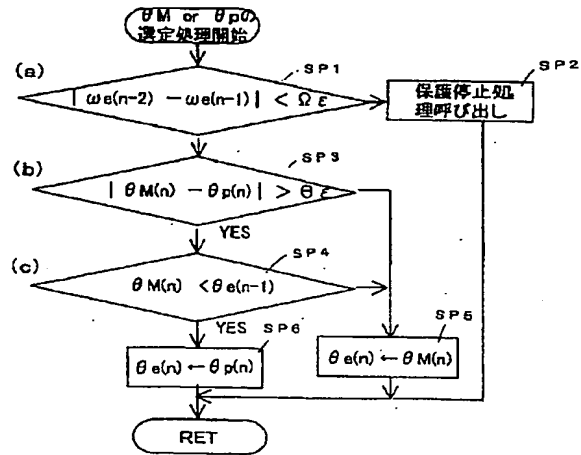 θM or θpの
選定処理開始
(a)
SP1
|ωe(n-2) -ωe(n-1)| <Ωε
SP2
保護停止処
理呼び出し
(b)
SP3
|θM(n) -θp(n)| >θε
YES
(c)
SP4
θM(n) <θe(n-1)
YES
SP6
θe(n)←θp(n)
SP5
θe(n)←θM(n)
RET